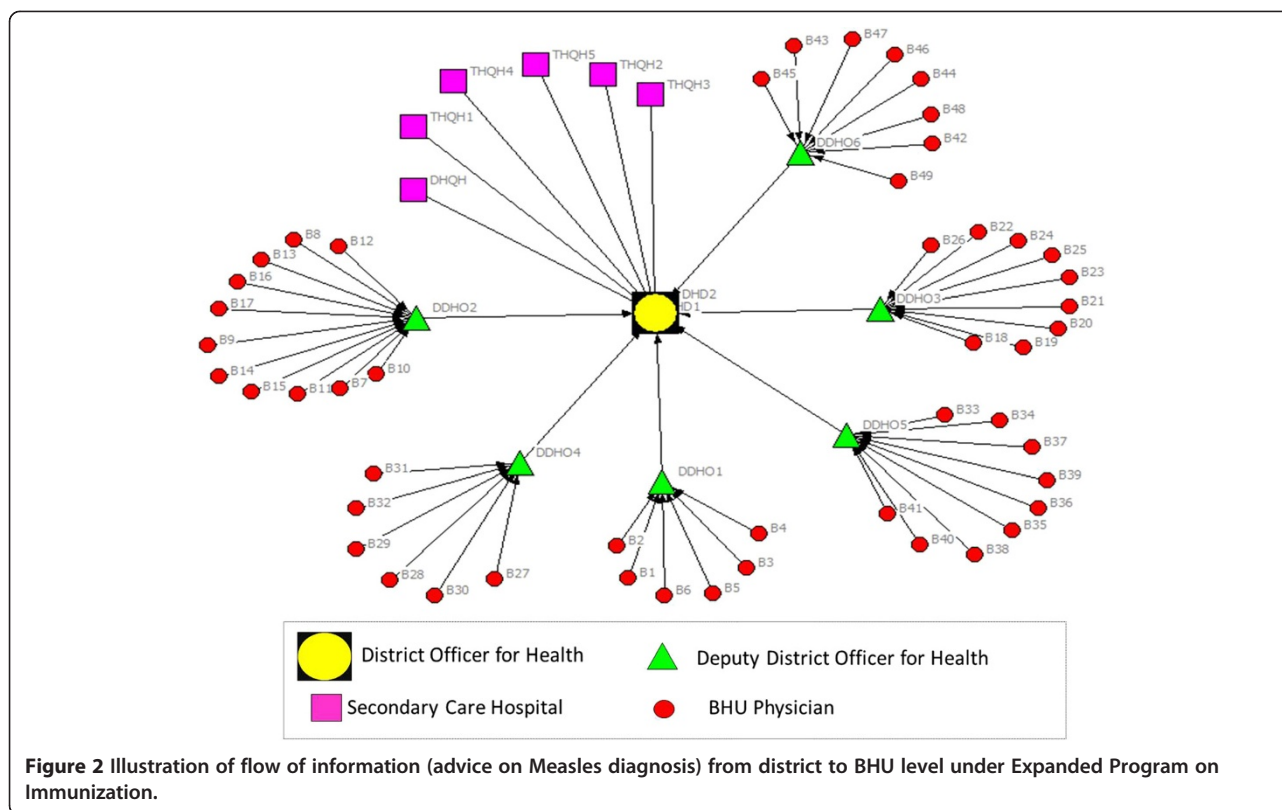 THQH5
THQH4
THQH2
THQH3
THQH1
DHQH
B43
B47
B46
B45
B44
B48
B42
DDHO6
B49
B8
B12
B13
B16
B17
DDHO2
B9
B14
B15
B11
B7
B10
DHD2
HD1
B22
B24
B26
B25
B23
DDHO3
B21
B20
B18
B19
B33
B34
DDHO5
B37
B39
B36
B41
B35
B40
B38
DDHO4
B31
B32
B29
B28
B30
B27
DDHO1
B2
B4
B1
B3
B6
B5
District Officer for Health
Deputy District Officer for Health
Secondary Care Hospital
BHU Physician
Figure 2 Illustration of flow of information (advice on Measles diagnosis) from district to BHU level under Expanded Program on
Immunization.